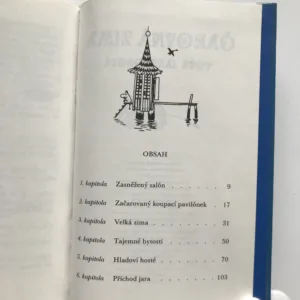 OBSAH
1. kapitola Zasněžený salón . . . . . . . 9
2. kapitola Začarovaný koupací pavilónek . 17
3. kapitola Velká zima . . . . . . . . . 31
4. kapitola Tajemné bytosti . . . . . . . 50
5. kapitola Hladoví hosté . . . . . . . . 70
6. kapitola Příchod jara . . . . . . . . 103